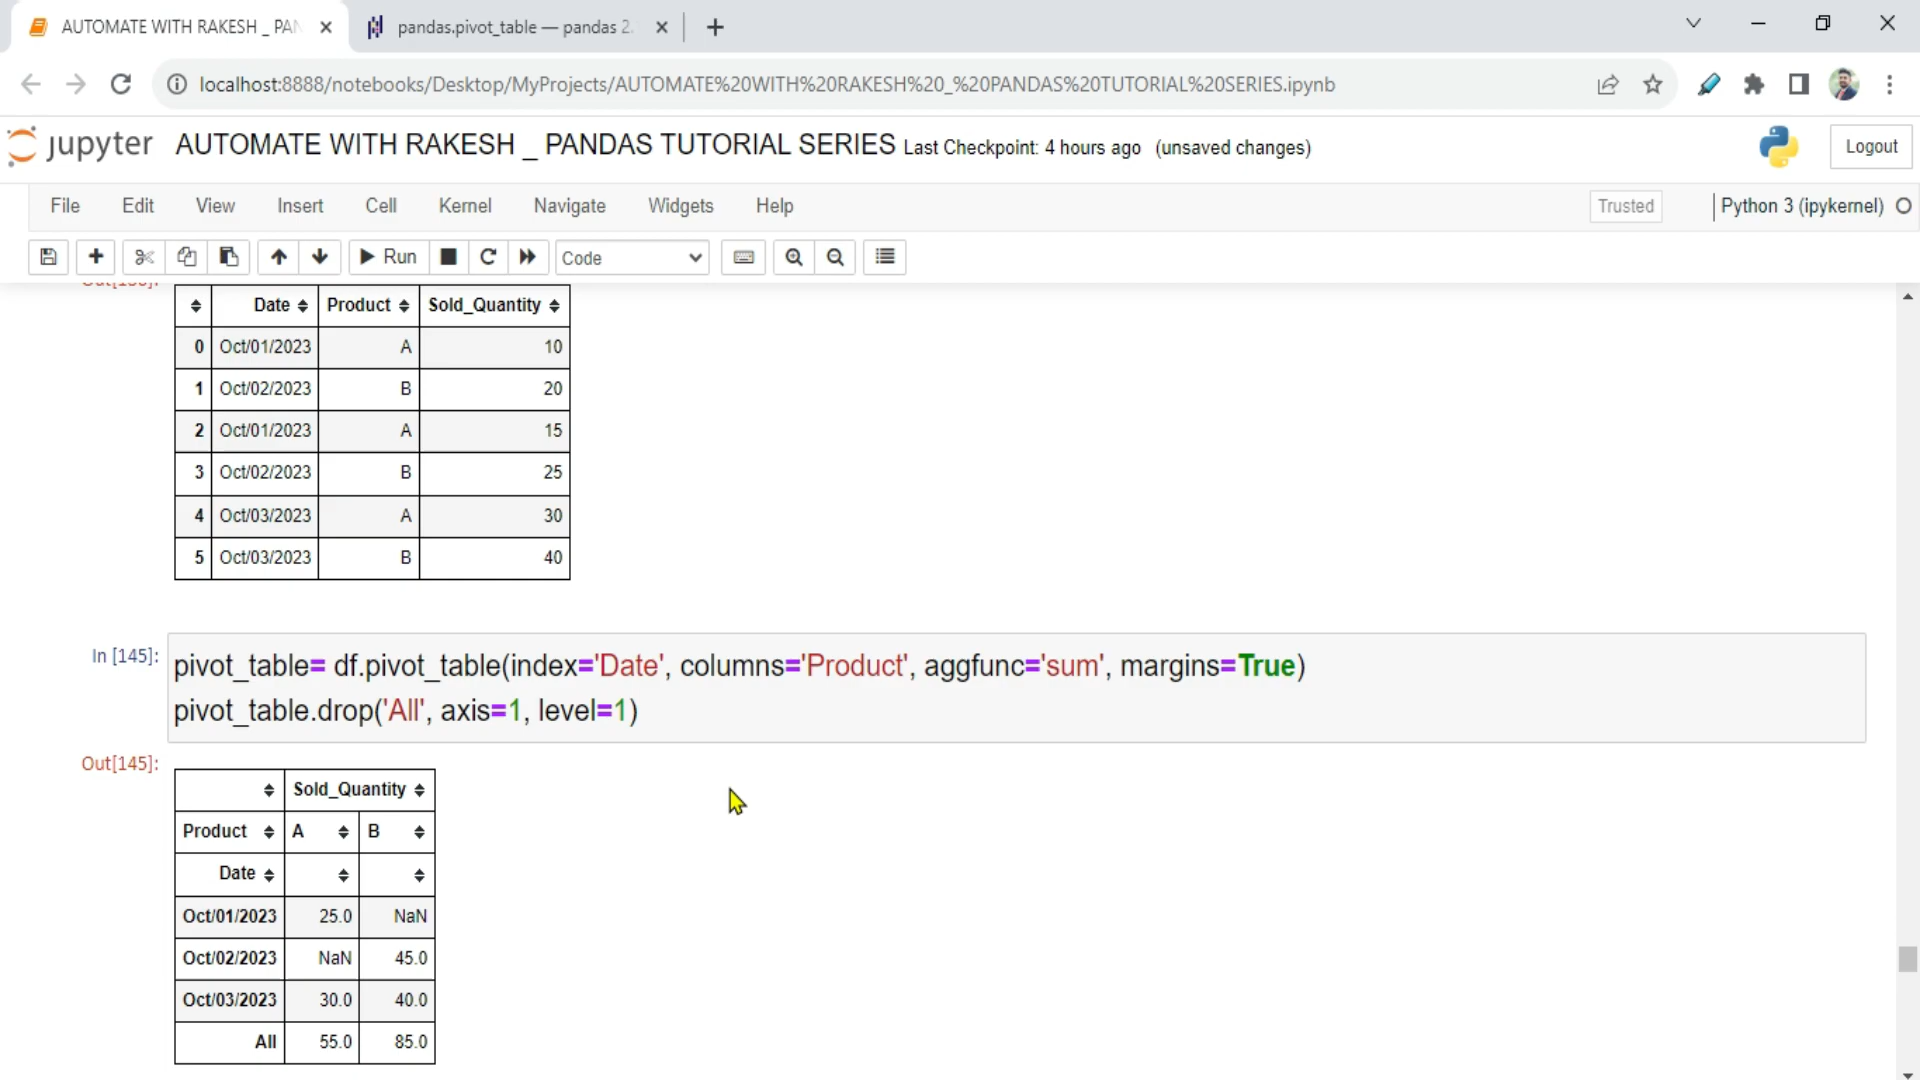 AUTOMATE WITH RAKESH _ PAN
pandas.pivot_table — pandas 2.
localhost:8888/notebooks/Desktop/MyProjects/AUTOMATE%20WITH%20RAKESH%20_%20PANDAS%20TUTORIAL%20SERIES.ipynb
jupyter AUTOMATE WITH RAKESH _ PANDAS TUTORIAL SERIES Last Checkpoint: 4 hours ago (unsaved changes) Logout
File Edit View Insert Cell Kernel Navigate Widgets Help Trusted Python 3 (ipykernel)
Run Code
Date Product Sold_Quantity
0 Oct/01/2023 A 10
1 Oct/02/2023 B 20
2 Oct/01/2023 A 15
3 Oct/02/2023 B 25
4 Oct/03/2023 A 30
5 Oct/03/2023 B 40
In [145]: pivot_table= df.pivot_table(index='Date', columns='Product', aggfunc='sum', margins=True)
pivot_table.drop('All', axis=1, level=1)
Out[145]:
Sold_Quantity
Product A B
Date
Oct/01/2023 25.0 NaN
Oct/02/2023 NaN 45.0
Oct/03/2023 30.0 40.0
All 55.0 85.0